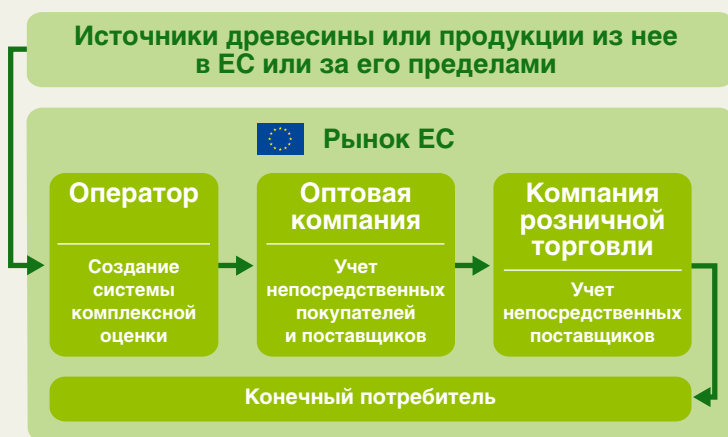 Источники древесины или продукции из нее
в ЕС или за его пределами
Рынок ЕС
Оператор
Создание
системы
комплексной
оценки
Оптовая
компания
Учет
непосредственных
покупателей
и поставщиков
Компания
розничной
торговли
Учет
непосредственных
поставщиков
Конечный потребитель